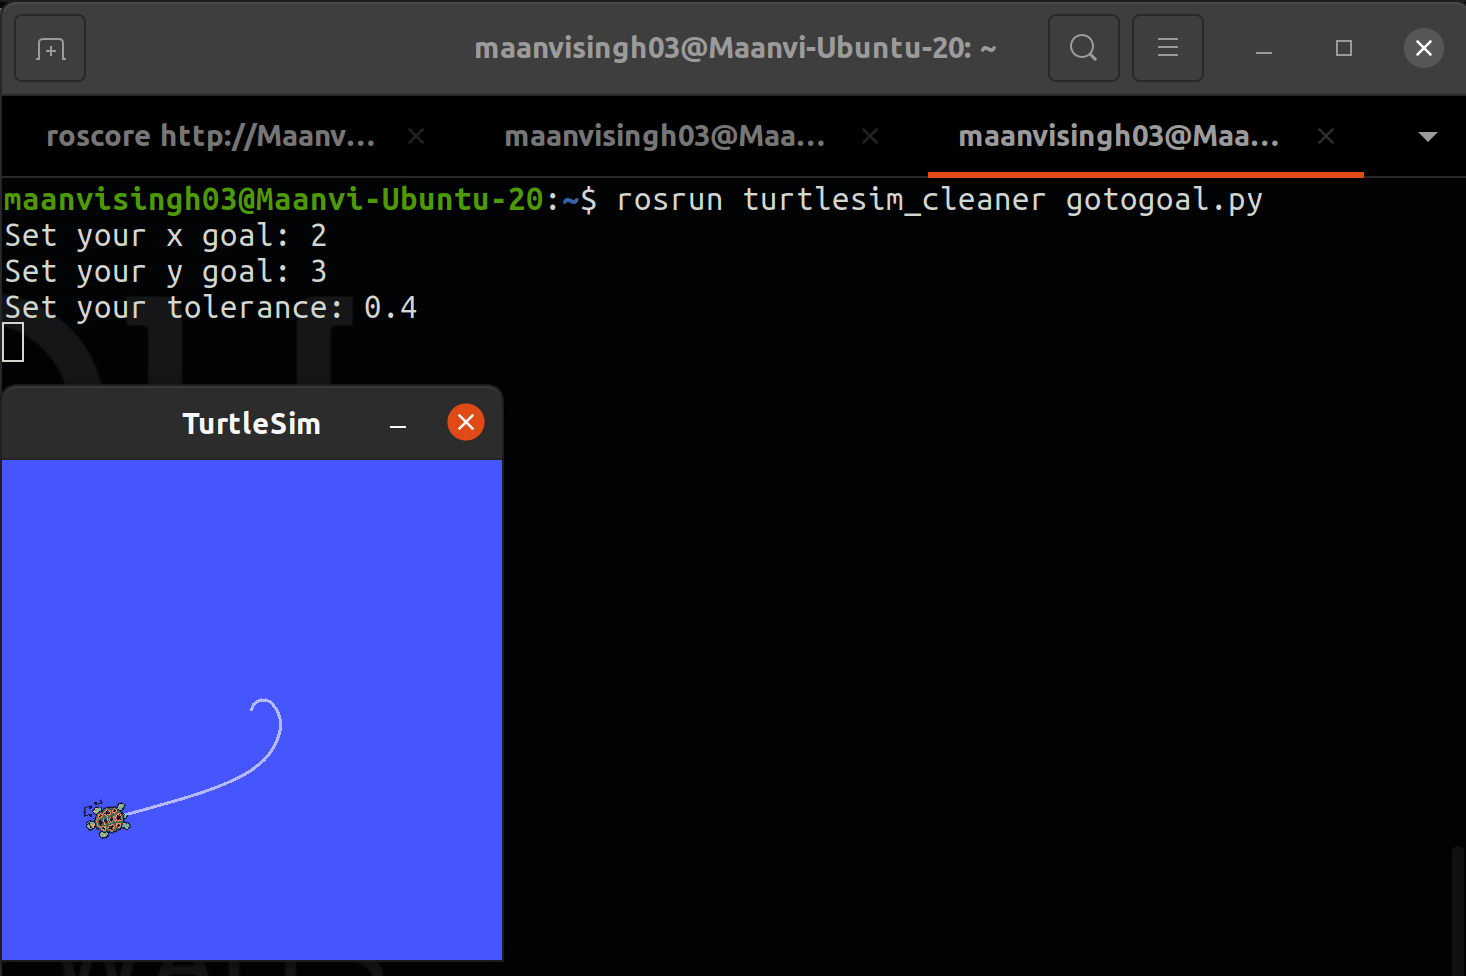 maanvisingh03@Maanvi-Ubuntu-20: ~
roscore http://Maanv... maanvisingh03@Maa... maanvisingh03@Maa...
maanvisingh03@Maanvi-Ubuntu-20:~$ rosrun turtlesim_cleaner gotogoal.py
Set your x goal: 2
Set your y goal: 3
Set your tolerance: 0.4
TurtleSim